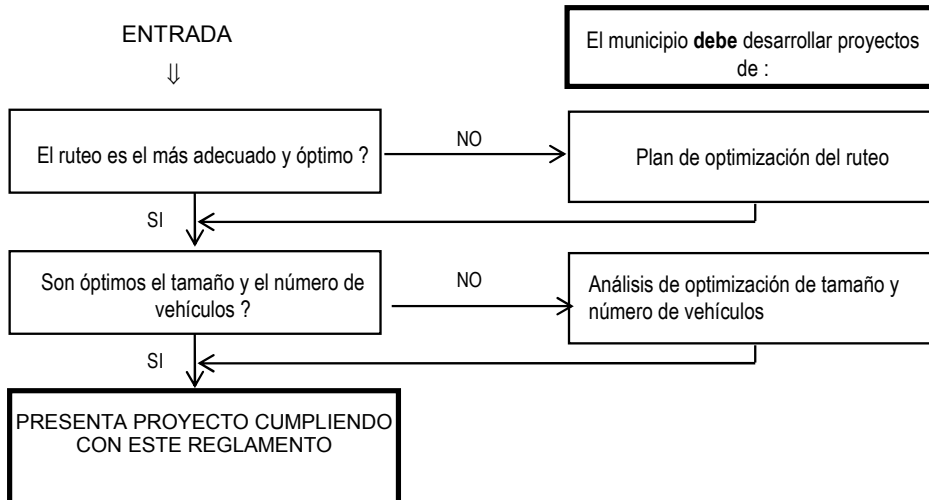 ENTRADA
⇓
El municipio debe desarrollar proyectos
de :
El ruteo es el más adecuado y óptimo ?
NO
Plan de optimización del ruteo
SI
Son óptimos el tamaño y el número de
vehículos ?
NO
Análisis de optimización de tamaño y
número de vehículos
SI
PRESENTA PROYECTO CUMPLIENDO
CON ESTE REGLAMENTO